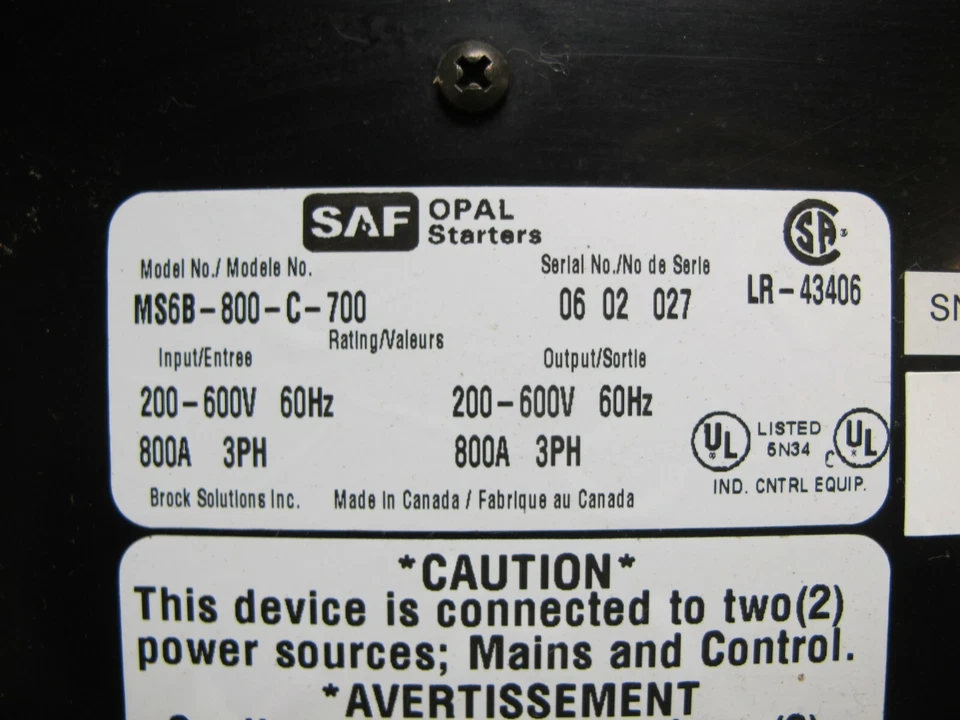 SAF OPAL
Starters
CSA
Model No./ Modele No.
Serial No./No de Serie
LR-43406
MS6B-800-C-700
06 02 027
SN
Rating/Valeurs
Input/Entree
Output/Sortie
200-600V 60Hz
200-600V 60Hz
800A 3PH
800A 3PH
UL LISTED C UL
5N34
IND. CNTRL EQUIP.
Brock Solutions Inc. Made in Canada / Fabrique au Canada
*CAUTION*
This device is connected to two(2)
power sources; Mains and Control.
*AVERTISSEMENT